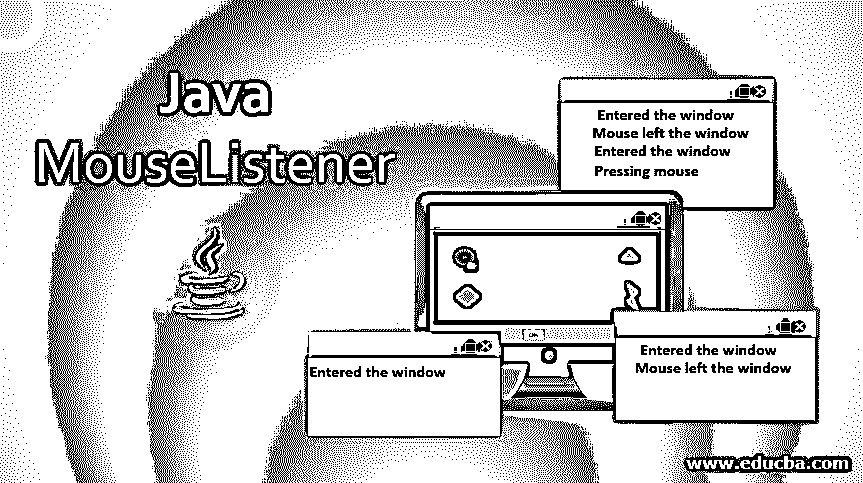 Java
MouseListener
Entered the window
Mouse left the window
Entered the window
Pressing mouse
Entered the window
Entered the window
Mouse left the window
www.educba.com